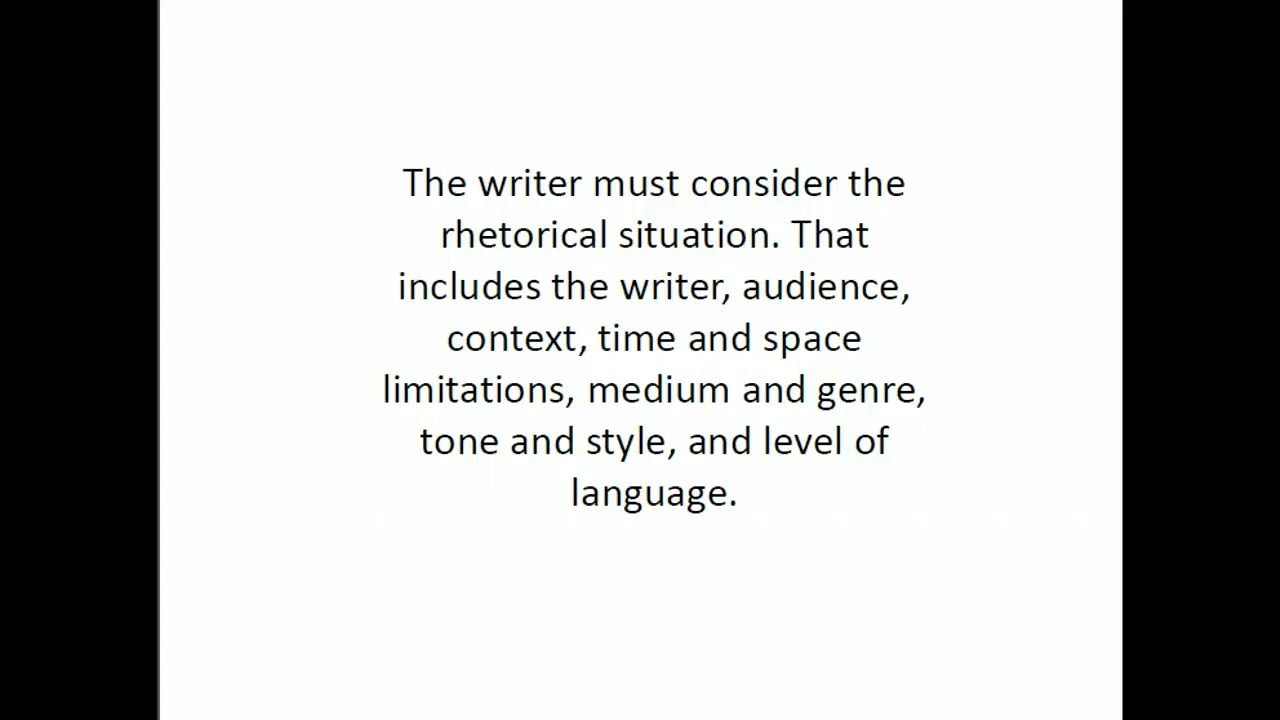 The writer must consider the
rhetorical situation. That
includes the writer, audience,
context, time and space
limitations, medium and genre,
tone and style, and level of
language.